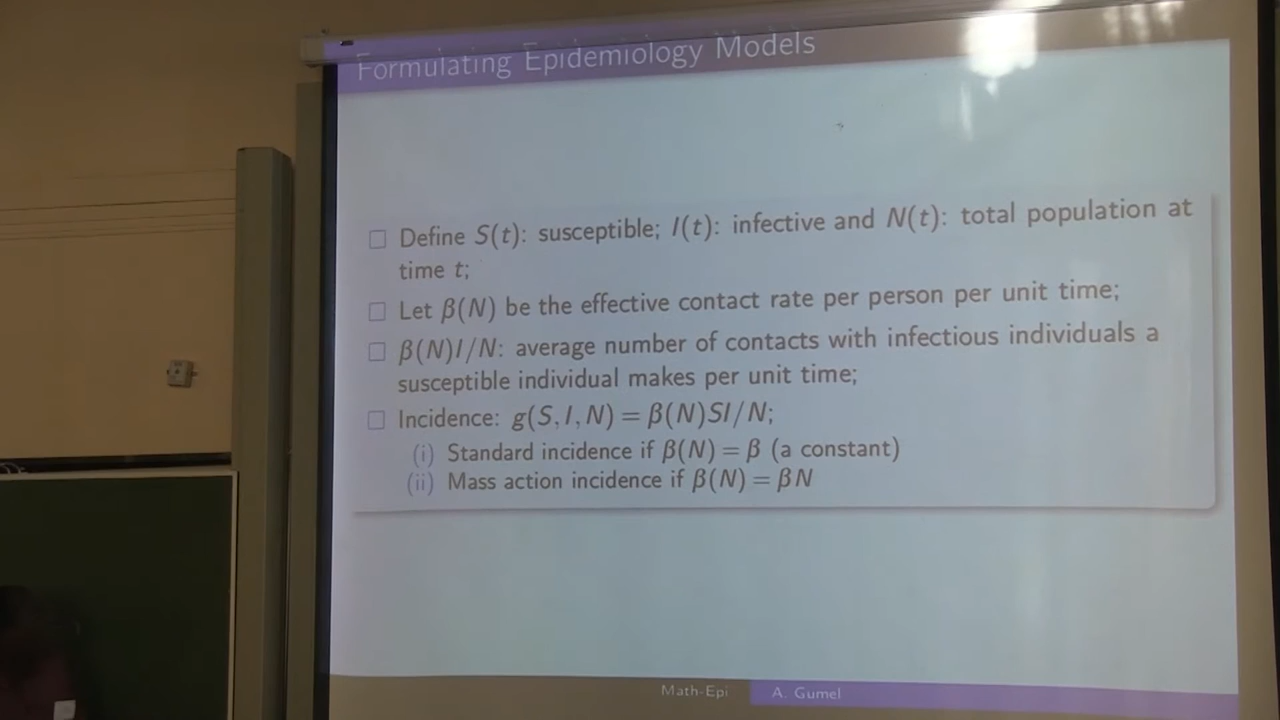 Formulating Epidemiology Models
Define S(t): susceptible; I(t): infective and N(t): total population at
time t;
Let β(N) be the effective contact rate per person per unit time;
β(N)I/N: average number of contacts with infectious individuals a
susceptible individual makes per unit time;
Incidence: g(S, I, N) = β(N)SI/N;
(i) Standard incidence if β(N) = β (a constant)
(ii) Mass action incidence if β(N) = βN
Math-Epi A. Gumel